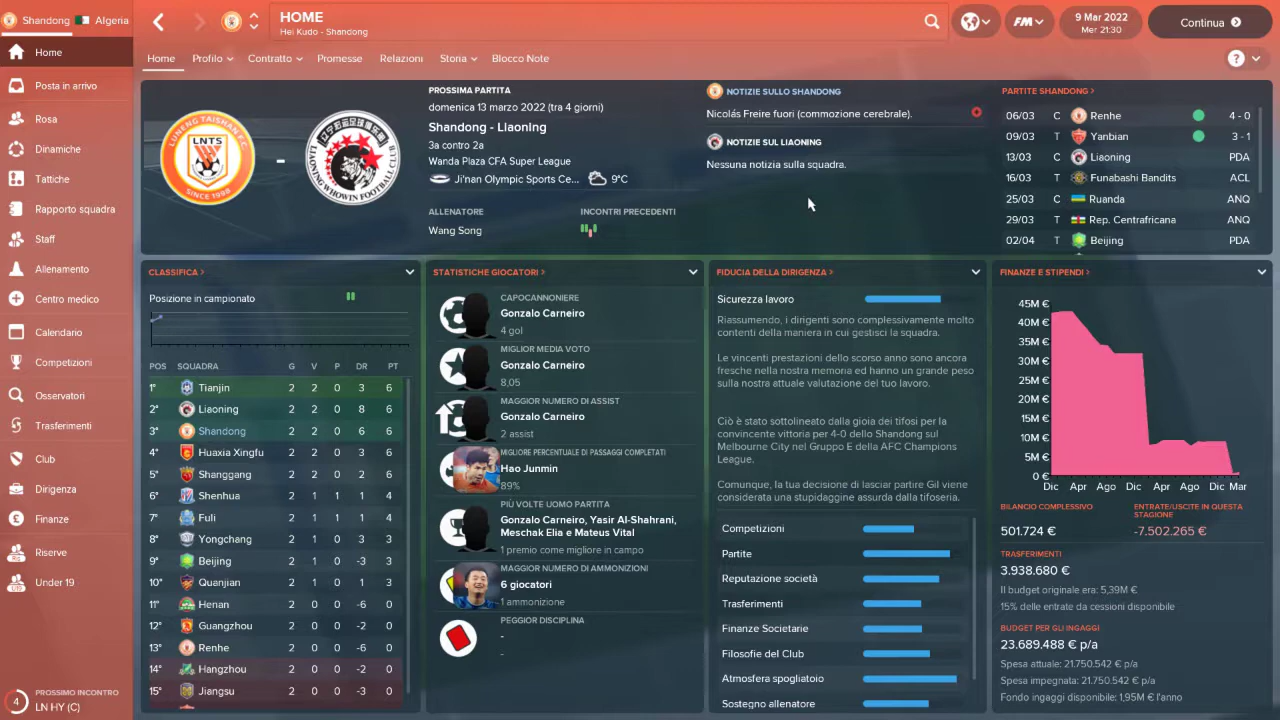 Shandong Algeria
HOME
Hei Kudo - Shandong
FM
9 Mar 2022
Mer 21:30
Continua
Home
Posta in arrivo
Rosa
Dinamiche
Tattiche
Rapporto squadra
Staff
Allenamento
Centro medico
Calendario
Competizioni
Osservatori
Trasferimenti
Club
Dirigenza
Finanze
Riserve
Under 19
4
PROSSIMO INCONTRO
LN HY (C)
Home Profilo Contratto Promesse Relazioni Storia Blocco Note
?
LUNENG TAISHAN FC
LNTS
SINCE 1998
LIAONING WHOWIN FOOTBALL
-
PROSSIMA PARTITA
domenica 13 marzo 2022 (tra 4 giorni)
Shandong - Liaoning
3a contro 2a
Wanda Plaza CFA Super League
Ji'nan Olympic Sports Ce... 9°C
ALLENATORE
Wang Song
INCONTRI PRECEDENTI
NOTIZIE SULLO SHANDONG
Nicolás Freire fuori (commozione cerebrale).
NOTIZIE SUL LIAONING
Nessuna notizia sulla squadra.
PARTITE SHANDONG >
06/03 C Renhe 4 - 0
09/03 T Yanbian 3 - 1
13/03 C Liaoning PDA
16/03 T Funabashi Bandits ACL
25/03 C Ruanda ANQ
29/03 T Rep. Centrafricana ANQ
02/04 T Beijing PDA
CLASSIFICA >
Posizione in campionato
POS SQUADRA G V P DR PT
1° Tianjin 2 2 0 3 6
2° Liaoning 2 2 0 8 6
3° Shandong 2 2 0 6 6
4° Huaxia Xingfu 2 2 0 3 6
5° Shanggang 2 2 0 2 6
6° Shenhua 2 1 1 1 4
7° Fuli 2 1 1 1 4
8° Yongchang 2 1 0 1 3
9° Beijing 2 1 0 -3 3
10° Quanjian 2 1 0 1 3
11° Henan 2 0 0 -6 0
12° Guangzhou 2 0 0 -2 0
13° Renhe 2 0 0 -6 0
14° Hangzhou 2 0 0 -2 0
15° Jiangsu 2 0 0 -3 0
STATISTICHE GIOCATORI >
CAPOCANNONIERE
Gonzalo Carneiro
4 gol
MIGLIOR MEDIA VOTO
Gonzalo Carneiro
8,05
MAGGIOR NUMERO DI ASSIST
Gonzalo Carneiro
2 assist
MIGLIORE PERCENTUALE DI PASSAGGI COMPLETATI
Hao Junmin
89%
PIÙ VOLTE UOMO PARTITA
Gonzalo Carneiro, Yasir Al-Shahrani,
Meschak Elia e Mateus Vital
1 premio come migliore in campo
MAGGIOR NUMERO DI AMMONIZIONI
6 giocatori
1 ammonizione
PEGGIOR DISCIPLINA
-
-
FIDUCIA DELLA DIRIGENZA >
Sicurezza lavoro
Riassumendo, i dirigenti sono complessivamente molto
contenti della maniera in cui gestisci la squadra.
Le vincenti prestazioni dello scorso anno sono ancora
fresche nella nostra memoria ed hanno un grande peso
sulla nostra attuale valutazione del tuo lavoro.
Ciò è stato sottolineato dalla gioia dei tifosi per la
convincente vittoria per 4-0 dello Shandong sul
Melbourne City nel Gruppo E della AFC Champions
League.
Comunque, la tua decisione di lasciar partire Gil viene
considerata una stupidaggine assurda dalla tifoseria.
Competizioni
Partite
Reputazione società
Trasferimenti
Finanze Societarie
Filosofie del Club
Atmosfera spogliatoio
Sostegno allenatore
FINANZE E STIPENDI >
45M €
40M €
35M €
30M €
25M €
20M €
15M €
10M €
5M €
0 €
Dic Apr Ago Dic Apr Ago Dic Mar
BILANCIO COMPLESSIVO
501.724 €
ENTRATE/USCITE IN QUESTA
STAGIONE
-7.502.265 €
TRASFERIMENTI
3.938.680 €
Il budget originale era: 5,39M €
15% delle entrate da cessioni disponibile
BUDGET PER GLI INGAGGI
23.689.488 € p/a
Spesa attuale: 21.750.542 € p/a
Spesa impegnata: 21.750.542 € p/a
Fondo ingaggi disponibile: 1,95M € l'anno